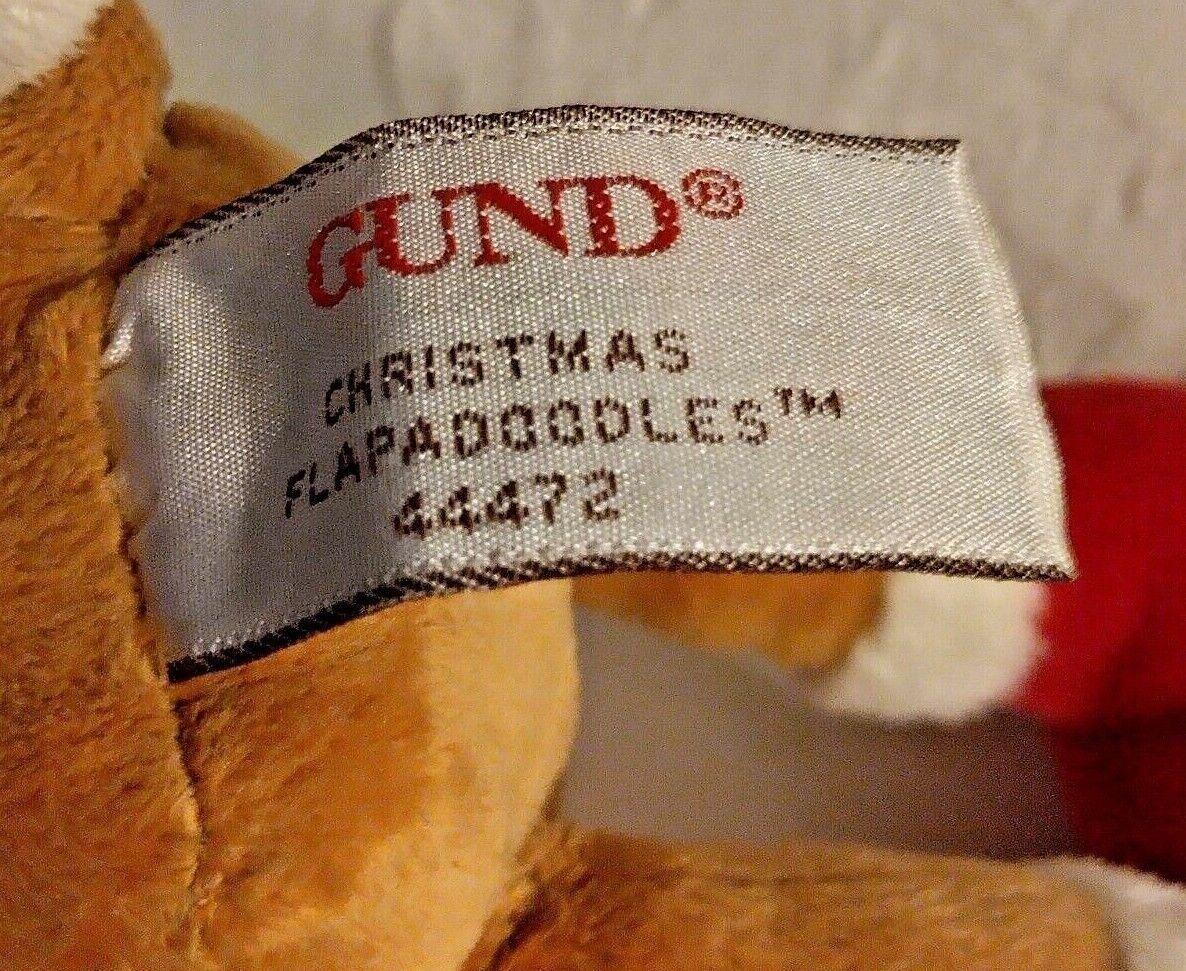 GUND®
CHRISTMAS
FLAPADOODLES™
44472